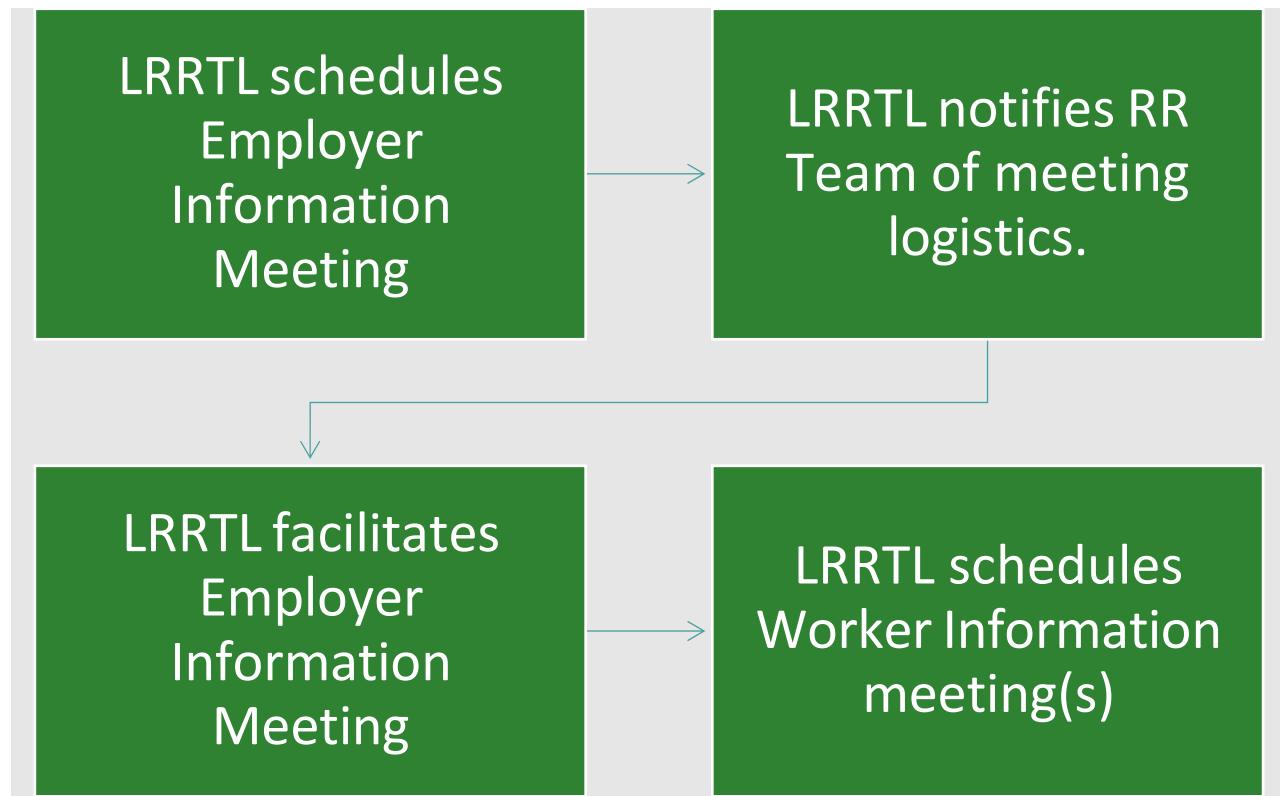 LRRTL schedules
Employer
Information
Meeting
LRRTL notifies RR
Team of meeting
logistics.
LRRTL facilitates
Employer
Information
Meeting
LRRTL schedules
Worker Information
meeting(s)